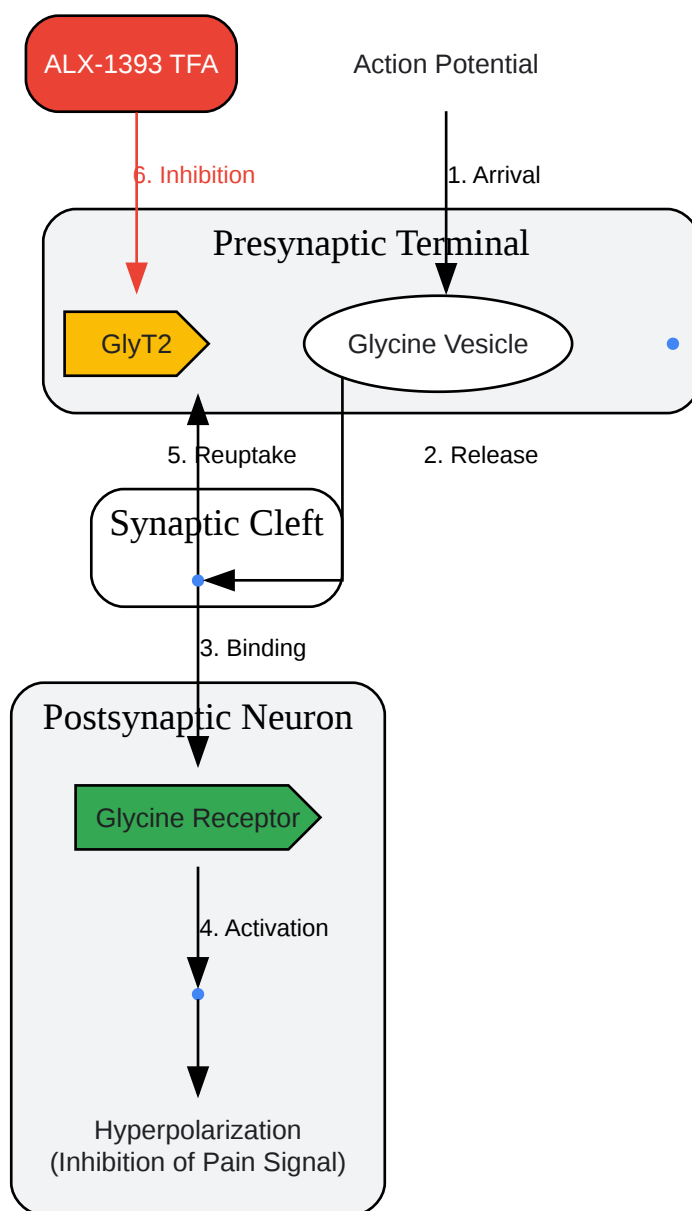 ALX-1393 TFA
Action Potential
6. Inhibition
1. Arrival
Presynaptic Terminal
GlyT2
Glycine Vesicle
5. Reuptake
2. Release
Synaptic Cleft
3. Binding
Postsynaptic Neuron
Glycine Receptor
4. Activation
Hyperpolarization
(Inhibition of Pain Signal)